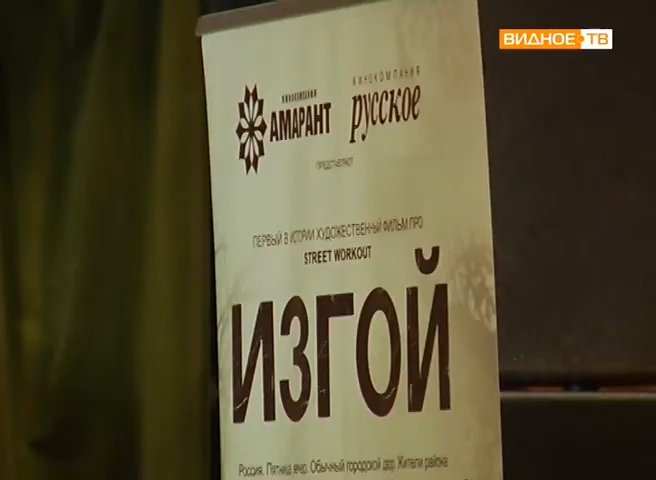 ВИДНОЕ ТВ
КИНОКОМПАНИЯ КИНОКОМПАНИЯ
АМАРАНТ русское
ПРЕДСТАВЛЯЮТ
ПЕРВЫЙ В ИСТОРИИ ХУДОЖЕСТВЕННЫЙ ФИЛЬМ ПРО
STREET WORKOUT
ИЗГОЙ
Россия. Пятница вечер. Обычный городской двор. Жители района